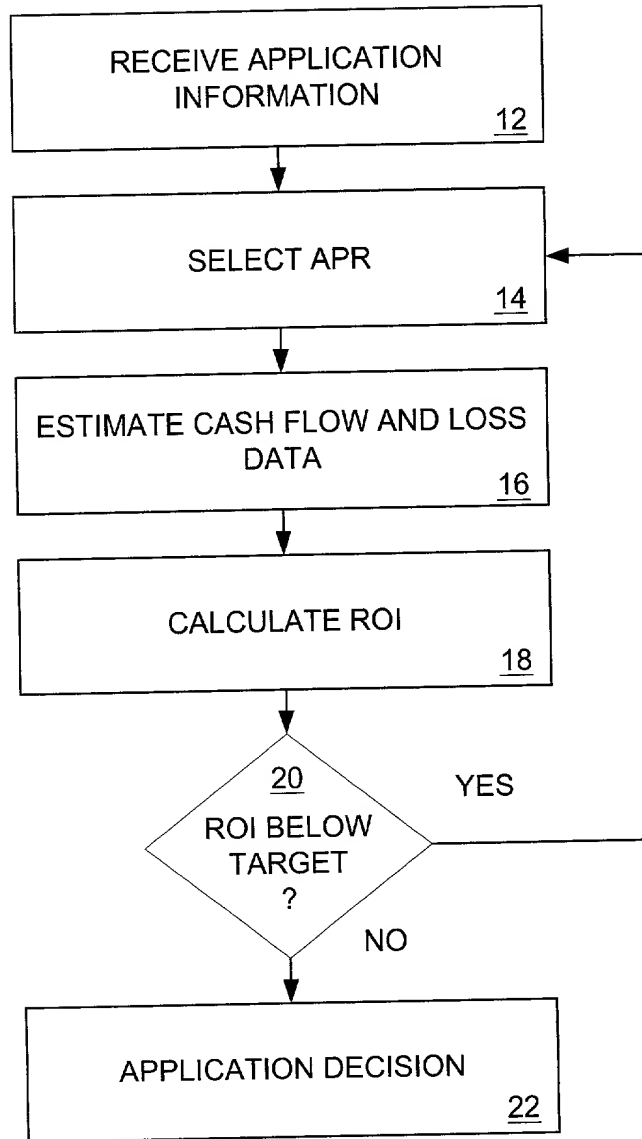 RECEIVE APPLICATION
INFORMATION
12
SELECT APR
14
ESTIMATE CASH FLOW AND LOSS
DATA
16
CALCULATE ROI
18
20
ROI BELOW
TARGET
?
YES
NO
APPLICATION DECISION
22